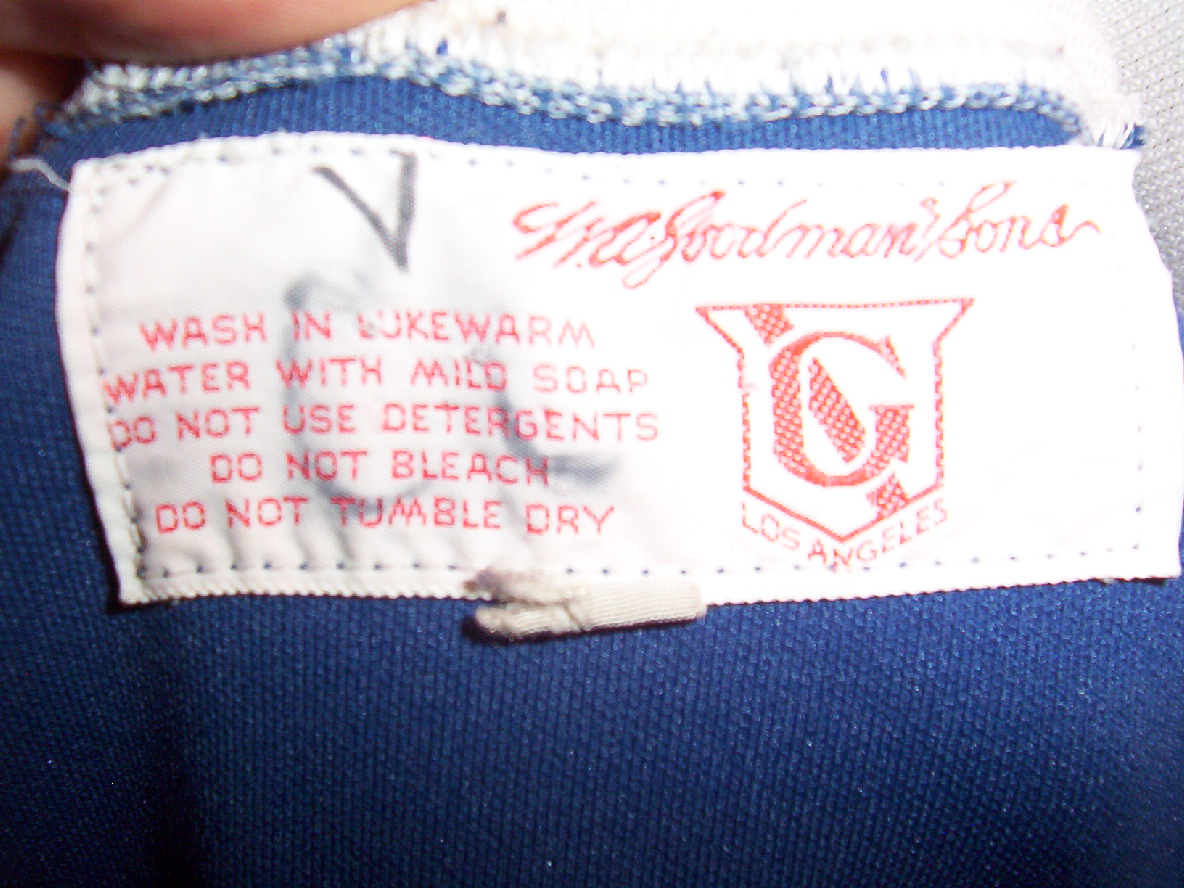 V
W.A. Goodman & Sons
WASH IN LUKEWARM
WATER WITH MILD SOAP
DO NOT USE DETERGENTS
DO NOT BLEACH
DO NOT TUMBLE DRY
G
LOS ANGELES